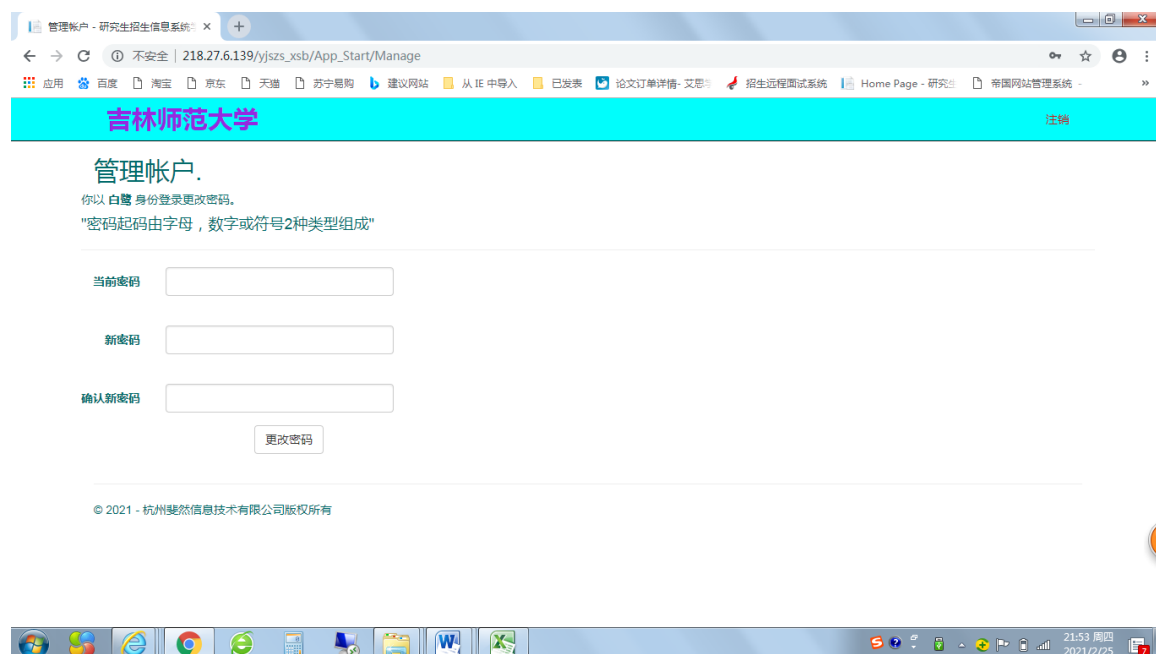 管理帐户 - 研究生招生信息系统
不安全 | 218.27.6.139/yjszs_xsb/App_Start/Manage
应用 百度 淘宝 京东 天猫 苏宁易购 建议网站 从 IE 中导入 已发表 论文订单详情- 艾思 招生远程面试系统 Home Page - 研究生 帝国网站管理系统 - »
吉林师范大学 注销
管理帐户.
你以 白鹭 身份登录更改密码。
"密码起码由字母，数字或符号2种类型组成"
当前密码
新密码
确认新密码
更改密码
© 2021 - 杭州斐然信息技术有限公司版权所有
21:53 周四
2021/2/25
7